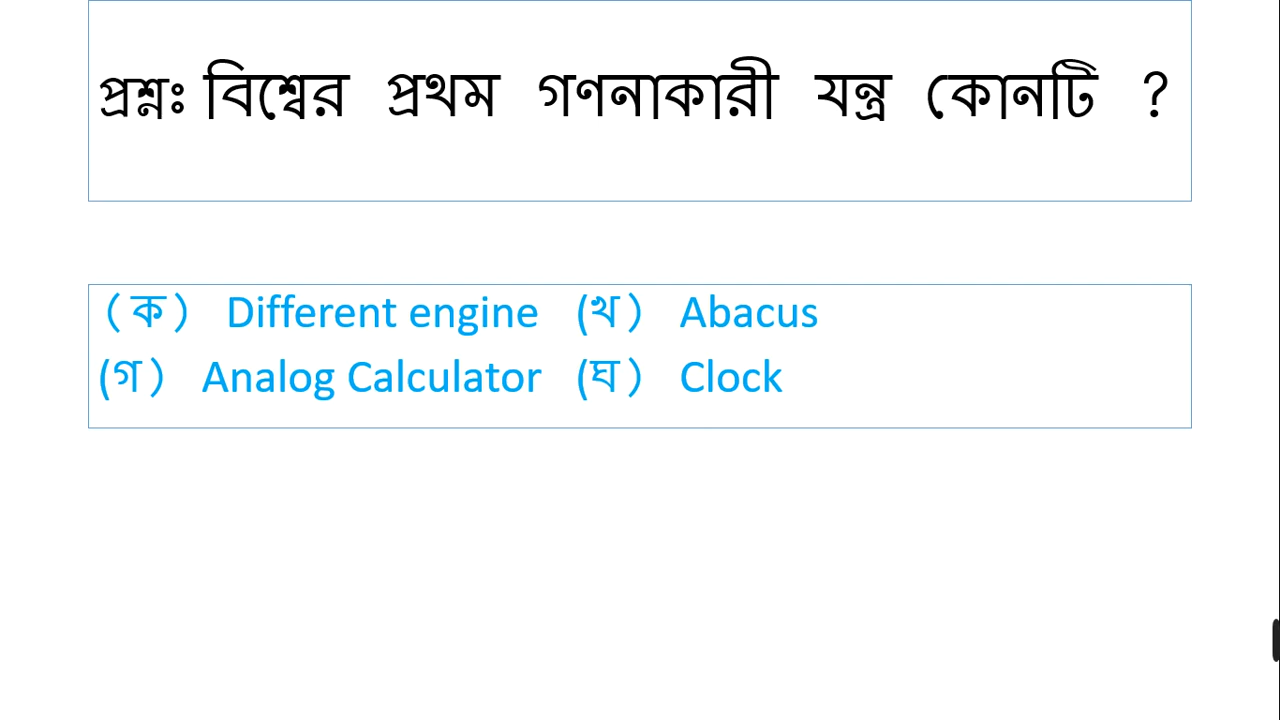 প্রশ্নঃ বিশ্বের প্রথম গণনাকারী যন্ত্র কোনটি ?
(ক) Different engine (খ) Abacus
(গ) Analog Calculator (ঘ) Clock